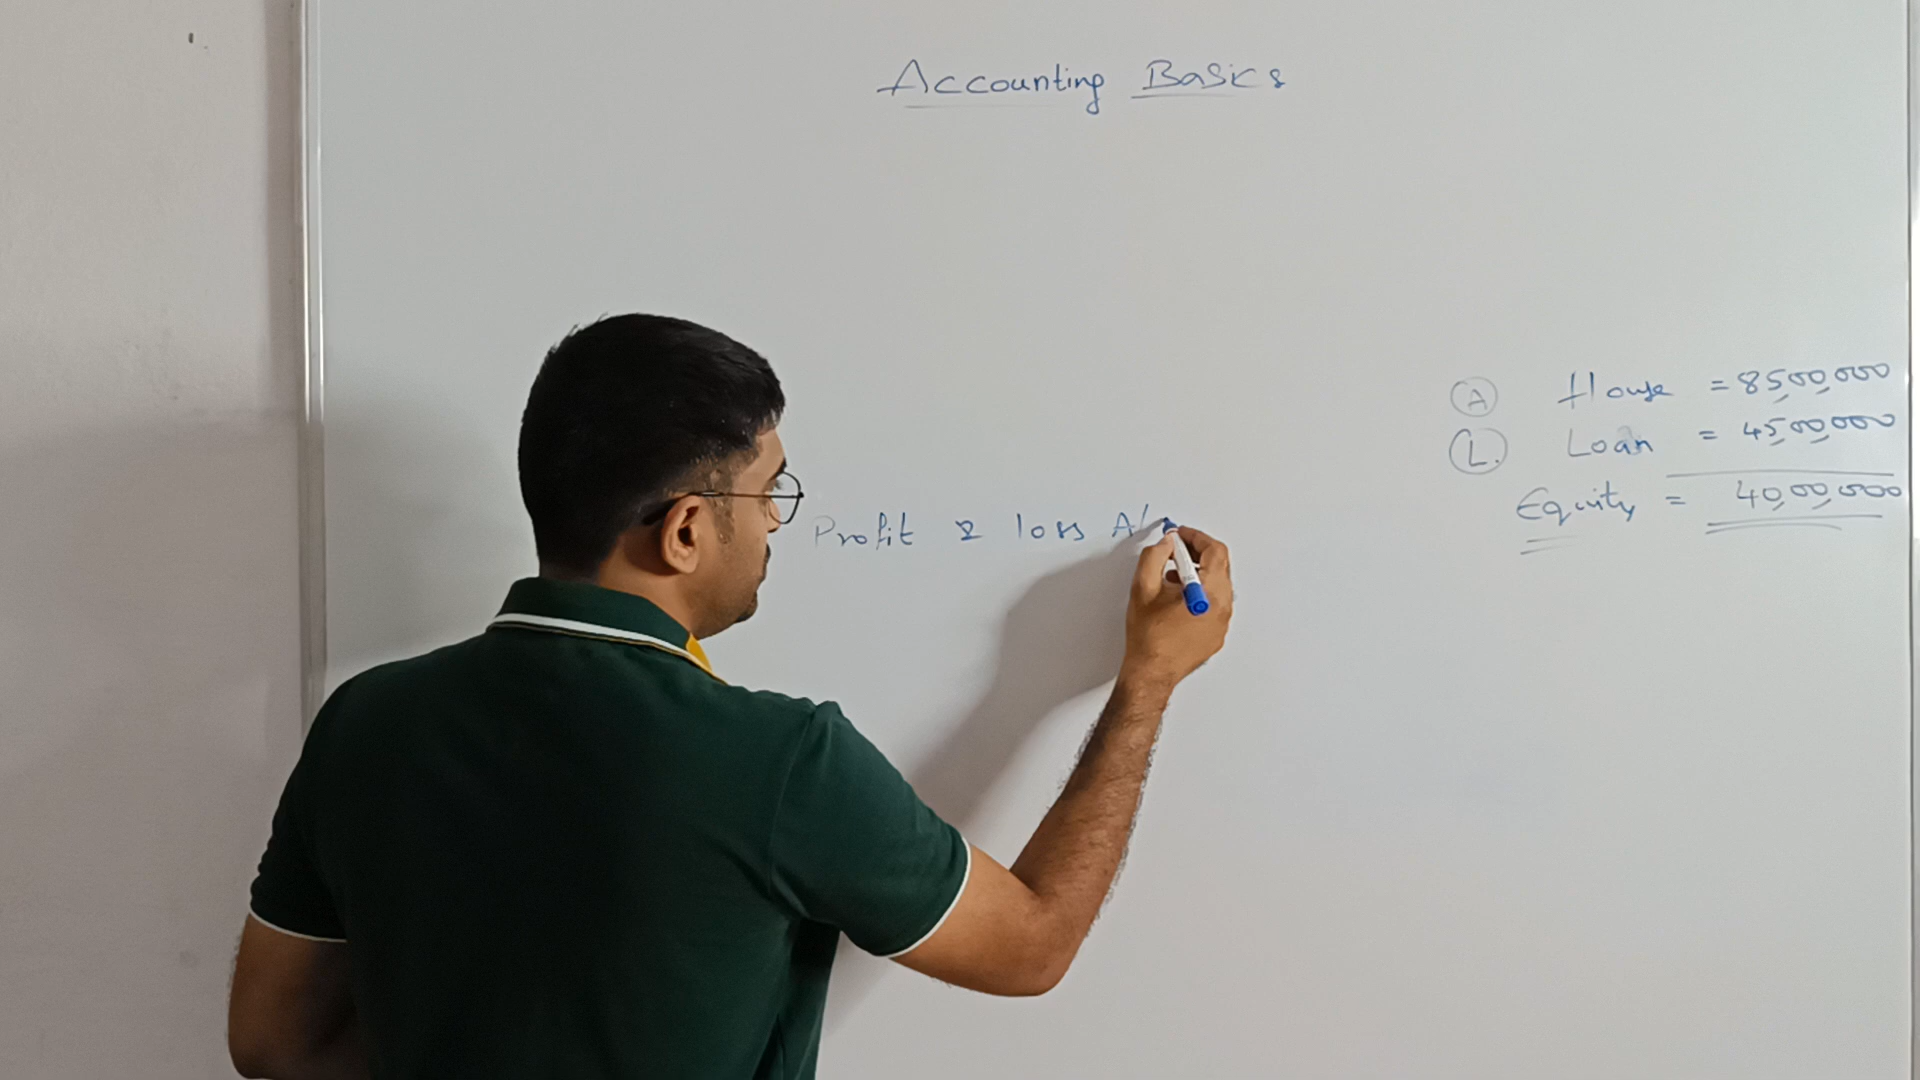 Accounting Basics
A House = 85,00,000
L. Loan = 45,00,000
Equity = 40,00,000
Profit & loss A/